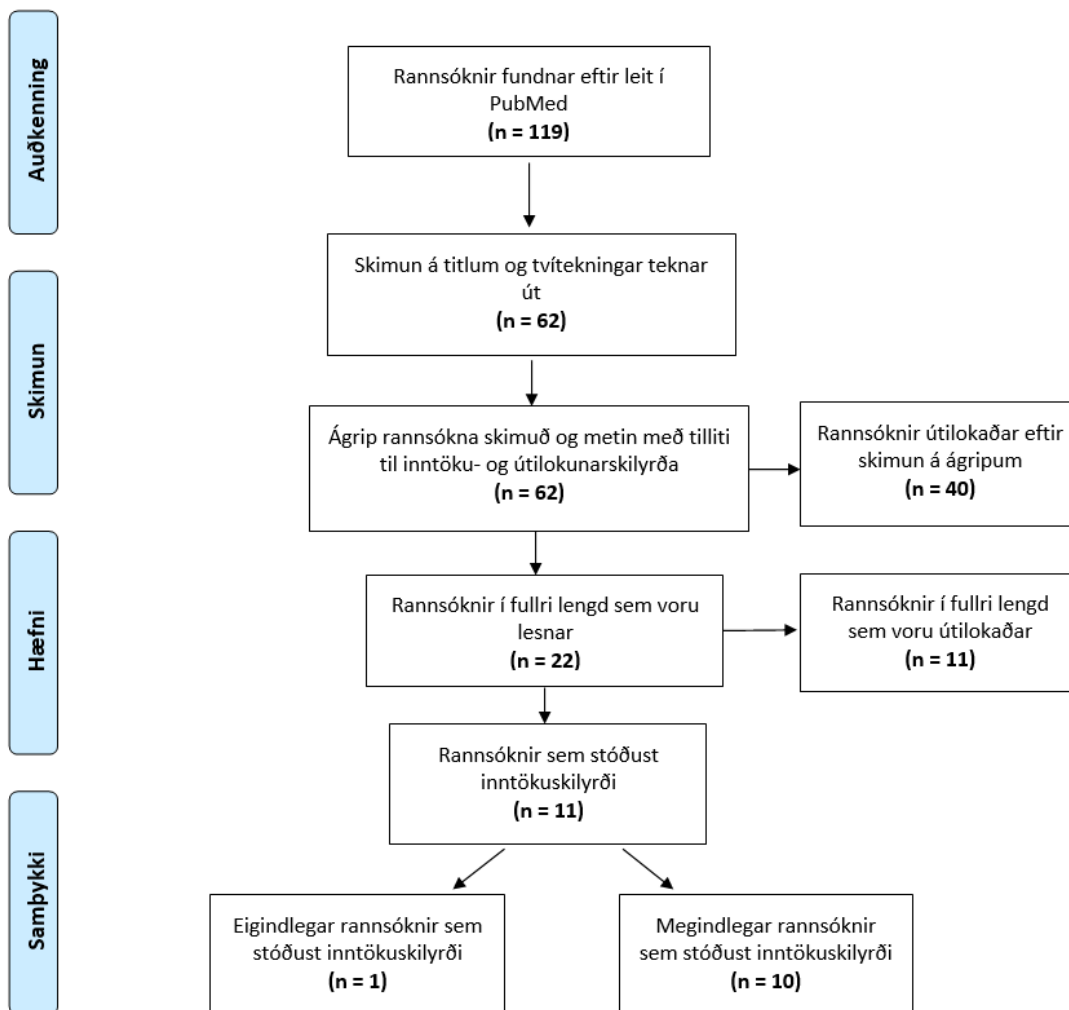 Auðkenning
Rannsóknir fundnar eftir leit í
PubMed
(n = 119)
Skimun á titlum og tvítekningar teknar
út
(n = 62)
Skimun
Ágrip rannsókna skimuð og metin með tilliti
til inntöku- og útilokunarskilyrða
(n = 62)
Rannsóknir útilokaðar eftir
skimun á ágripum
(n = 40)
Hæfni
Rannsóknir í fullri lengd sem voru
lesnar
(n = 22)
Rannsóknir í fullri lengd
sem voru útilokaðar
(n = 11)
Rannsóknir sem stóðust
inntökuskilyrði
(n = 11)
Samþykki
Eigindlegar rannsóknir sem
stóðust inntökuskilyrði
(n = 1)
Megindlegar rannsóknir
sem stóðust inntökuskilyrði
(n = 10)